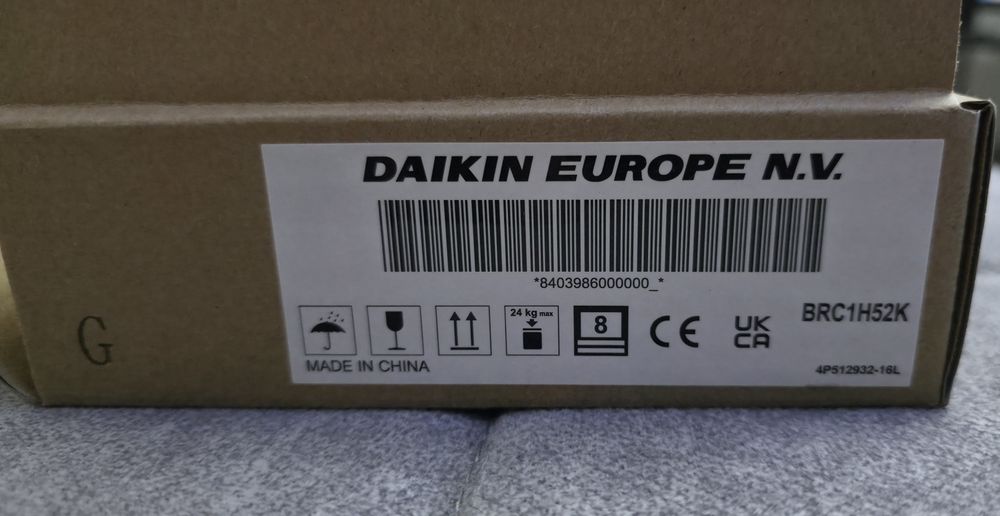 DAIKIN EUROPE N.V.
*8403986000000_*
24 kg max
8
CE
UK
CA
BRC1H52K
MADE IN CHINA
4P512932-16L
G